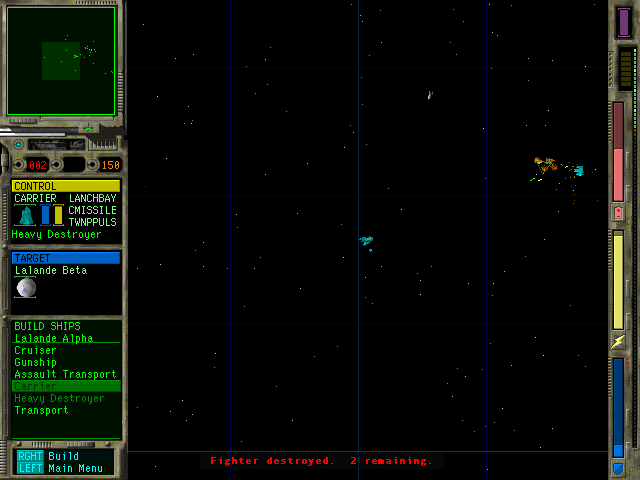 002 150
CONTROL
CARRIER LANCHBAY
CMISSILE
TWNPPULS
Heavy Destroyer
TARGET
Lalande Beta
BUILD SHIPS
Lalande Alpha
Cruiser
Gunship
Assault Transport
Carrier
Heavy Destroyer
Transport
RGHT Build
LEFT Main Menu
Fighter destroyed. 2 remaining.